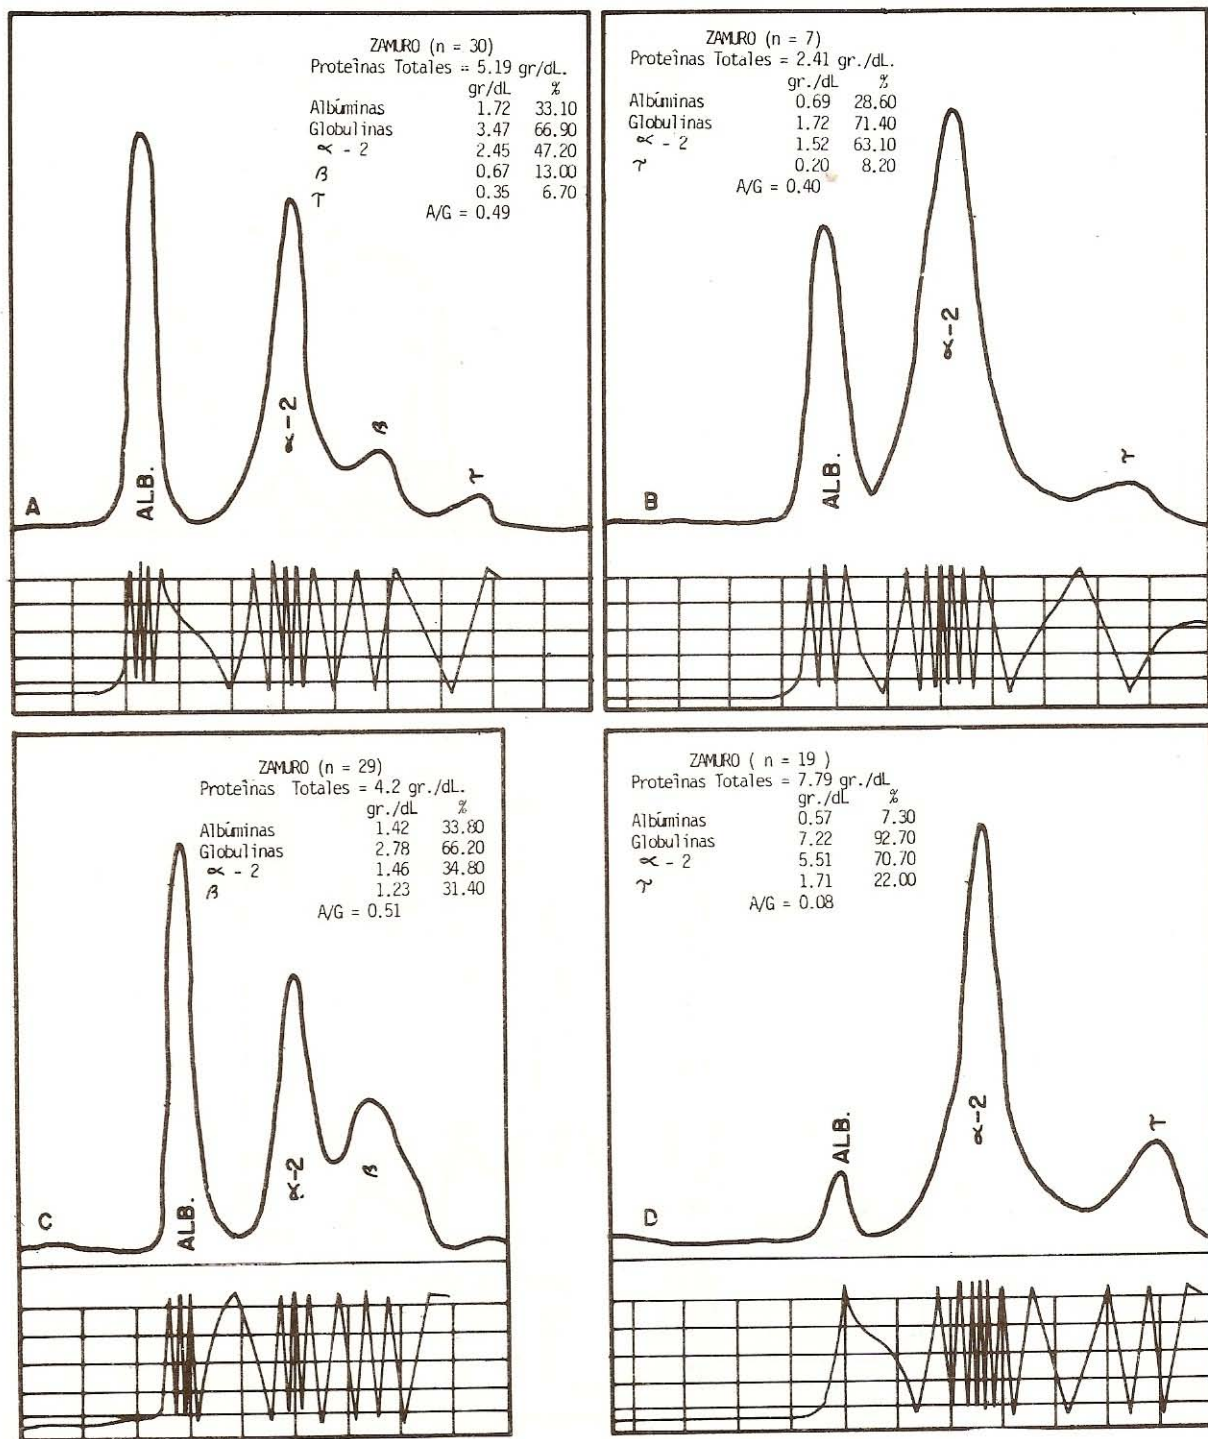 ZAMURO (n = 30)
Proteînas Totales = 5.19 gr/dL.
gr/dL %
Albúminas 1.72 33.10
Globulinas 3.47 66.90
α - 2 2.45 47.20
β 0.67 13.00
γ 0.35 6.70
A/G = 0.49
A
ALB.
α-2
β
γ
ZAMURO (n = 7)
Proteînas Totales = 2.41 gr./dL.
gr./dL %
Albúminas 0.69 28.60
Globulinas 1.72 71.40
α - 2 1.52 63.10
γ 0.20 8.20
A/G = 0.40
B
ALB.
α-2
γ
ZAMURO (n = 29)
Proteînas Totales = 4.2 gr./dL.
gr./dL %
Albúminas 1.42 33.80
Globulinas 2.78 66.20
α - 2 1.46 34.80
β 1.23 31.40
A/G = 0.51
C
ALB.
α-2
β
ZAMURO ( n = 19 )
Proteînas Totales = 7.79 gr./dL
gr./dL %
Albúminas 0.57 7.30
Globulinas 7.22 92.70
α - 2 5.51 70.70
γ 1.71 22.00
A/G = 0.08
D
ALB.
α-2
γ